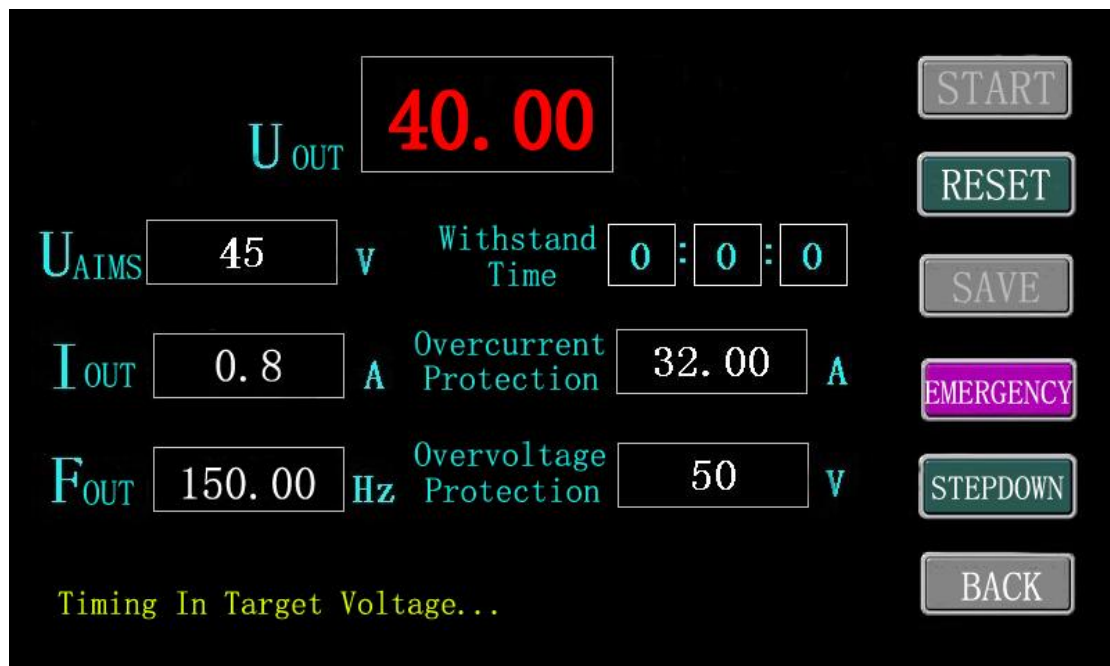 U OUT 40.00
START
RESET
UAIMS 45 V
Withstand
Time
0:0:0
SAVE
I OUT 0.8 A
Overcurrent
Protection
32.00 A
EMERGENCY
FOUT 150.00 Hz
Overvoltage
Protection
50 V
STEPDOWN
Timing In Target Voltage...
BACK